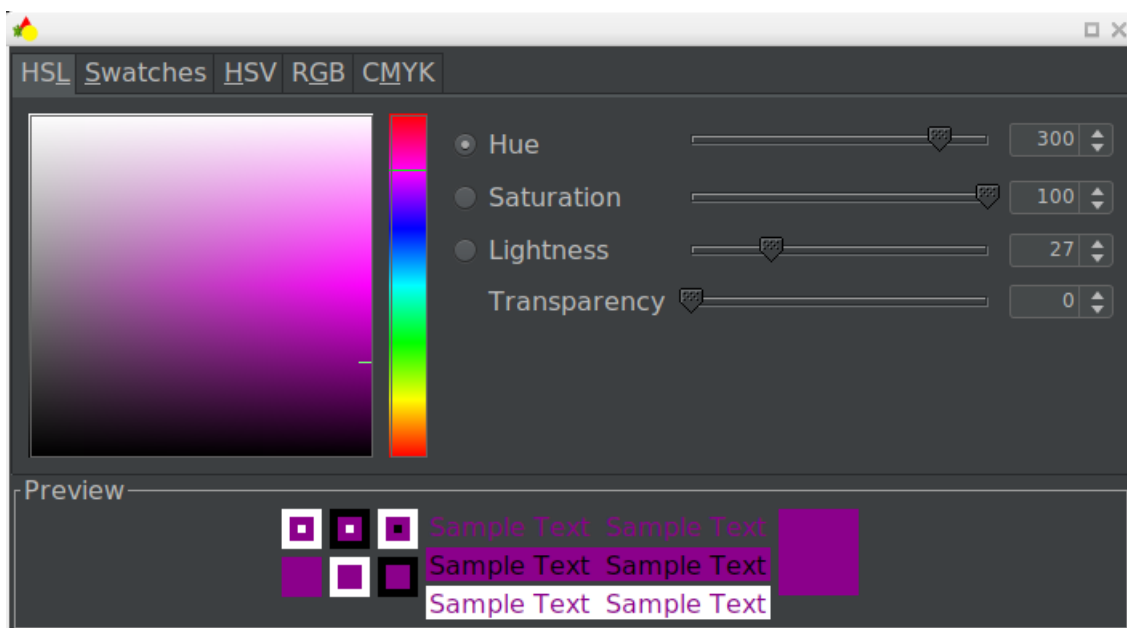 HSL Swatches HSV RGB CMYK
Hue 300
Saturation 100
Lightness 27
Transparency 0
Preview
Sample Text Sample Text
Sample Text Sample Text
Sample Text Sample Text